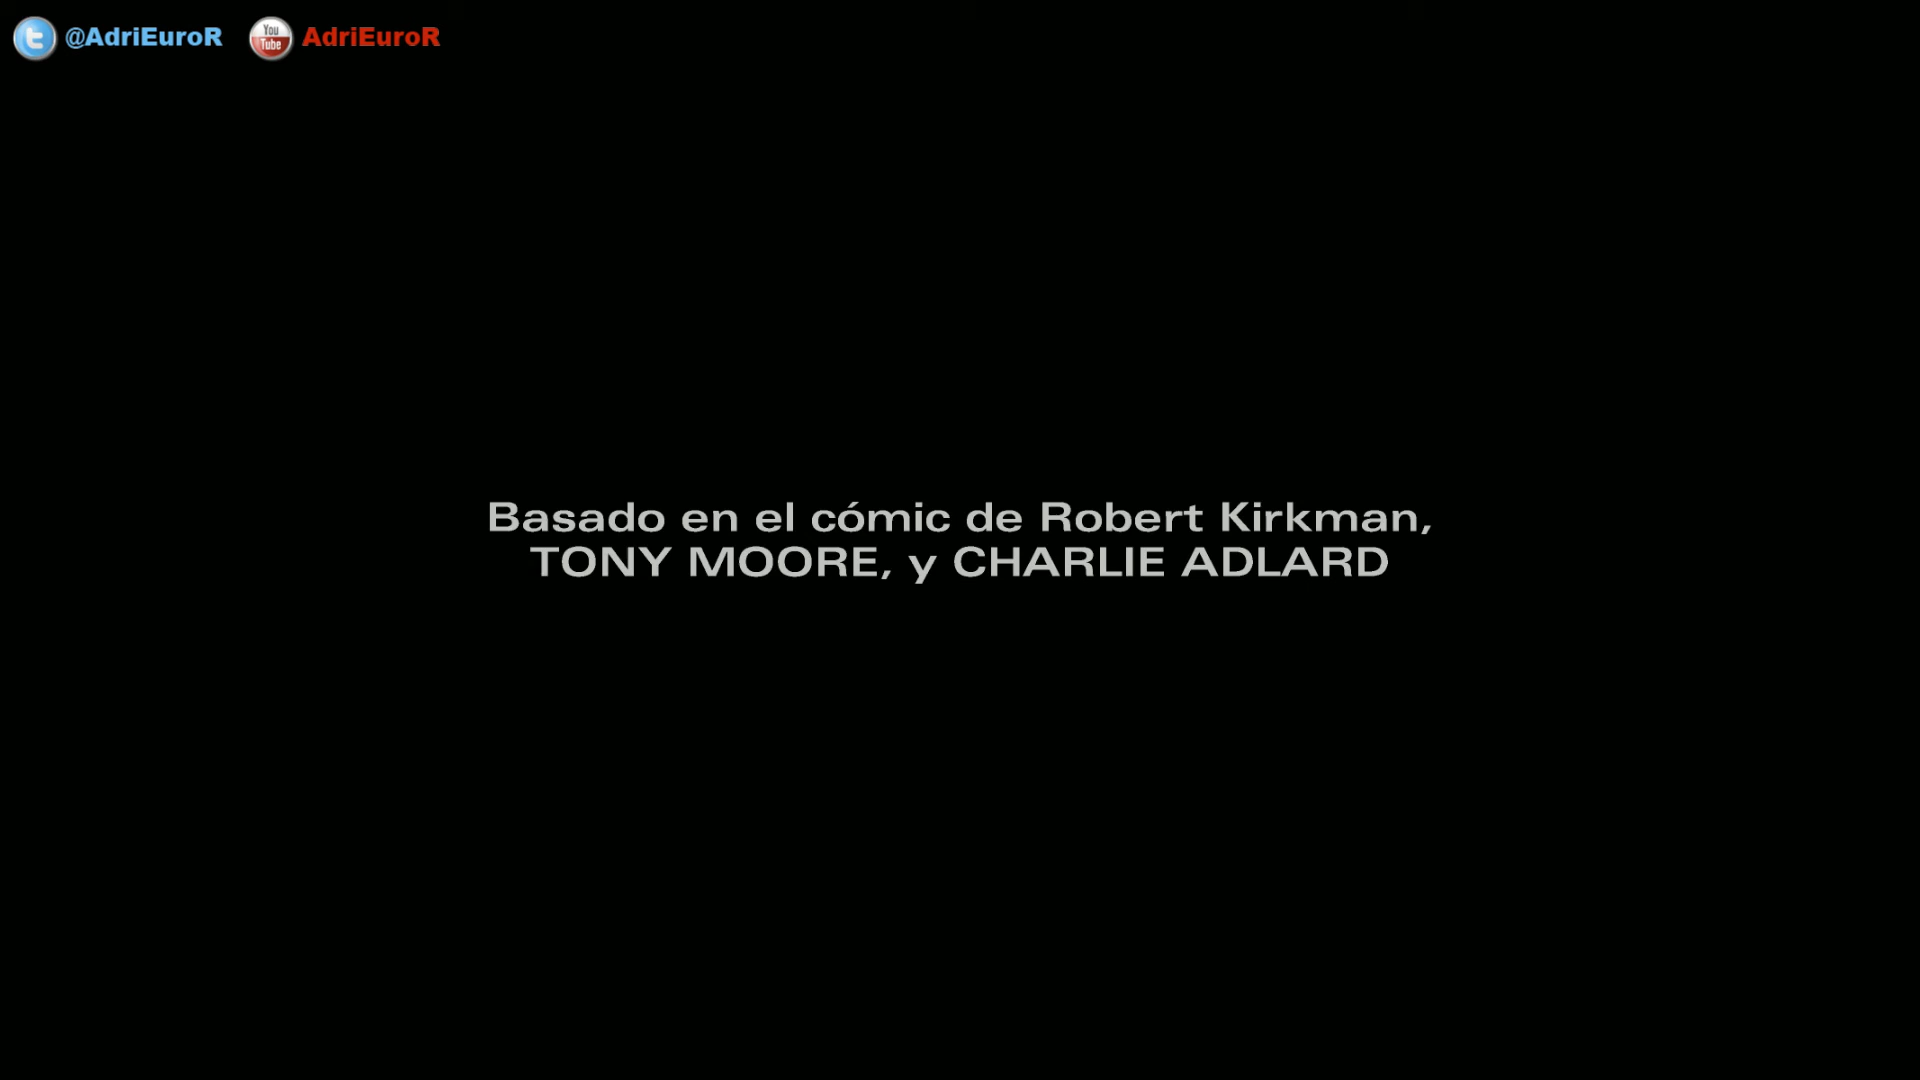 @AdriEuroR
You
Tube
AdriEuroR
Basado en el cómic de Robert Kirkman,
TONY MOORE, y CHARLIE ADLARD